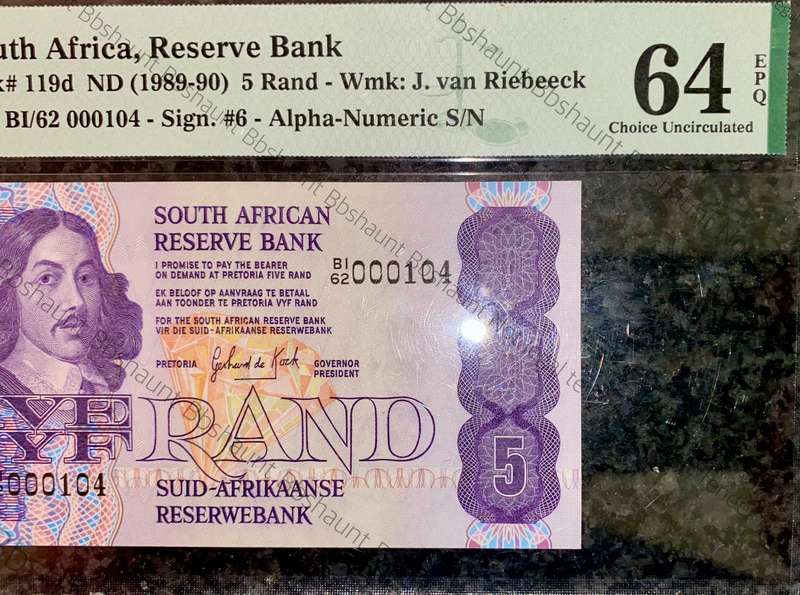 uth Africa, Reserve Bank
k# 119d ND (1989-90) 5 Rand - Wmk: J. van Riebeeck
BI/62 000104 - Sign. #6 - Alpha-Numeric S/N
64
EPQ
Choice Uncirculated
SOUTH AFRICAN
RESERVE BANK
I PROMISE TO PAY THE BEARER
ON DEMAND AT PRETORIA FIVE RAND
BI
62 000104
EK BELOOF OP AANVRAAG TE BETAAL
AAN TOONDER TE PRETORIA VYF RAND
FOR THE SOUTH AFRICAN RESERVE BANK
VIR DIE SUID-AFRIKAANSE RESERWEBANK
PRETORIA Gerhard de Kock GOVERNOR
PRESIDENT
RAND
5
000104
SUID-AFRIKAANSE
RESERWEBANK
Bbshaunt